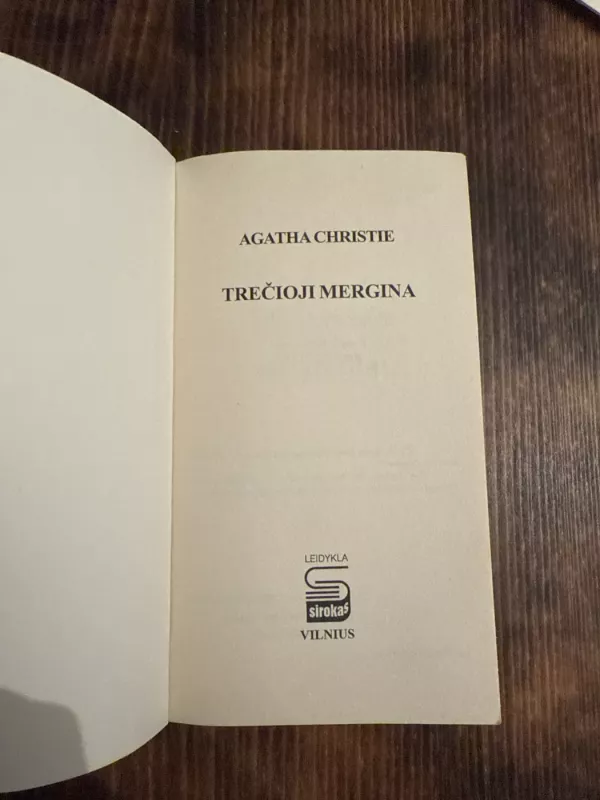 AGATHA CHRISTIE
TREČIOJI MERGINA
LEIDYKLA
sirokas
VILNIUS